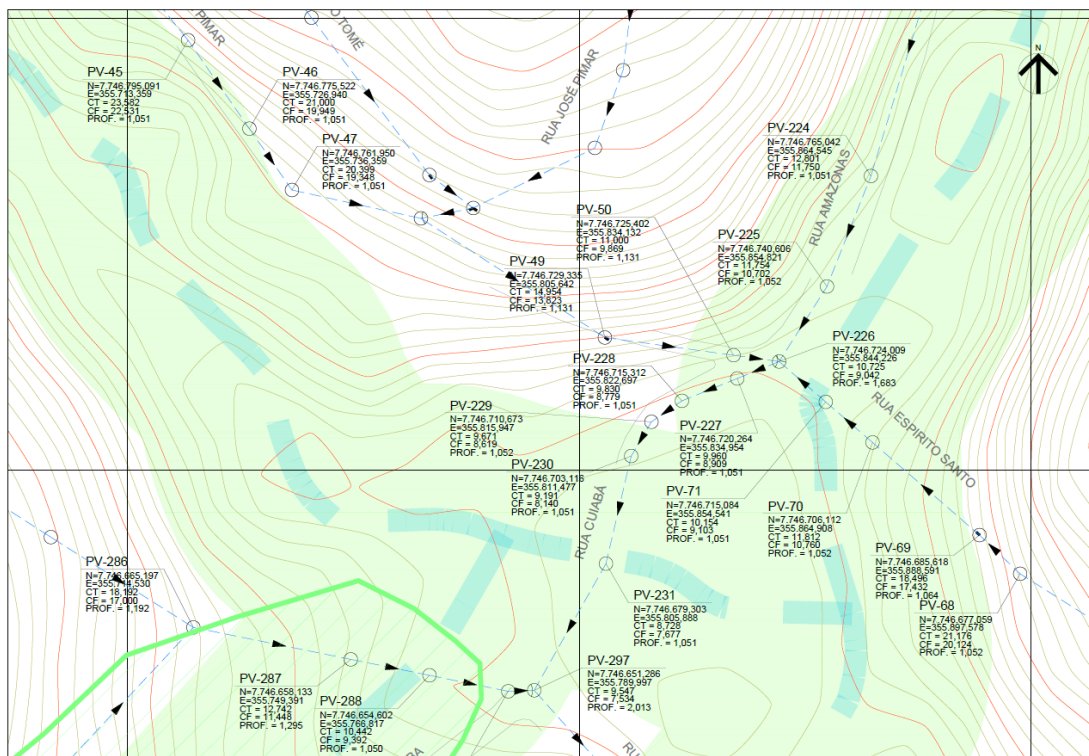 PIMAR
O TOMÉ
RUA JOSÉ PIMAR
N
PV-45
N=7.746.795,091
E=355.713,359
CT = 23,582
CF = 22,531
PROF. = 1,051
PV-46
N=7.746.775,522
E=355.726,940
CT = 21,000
CF = 19,949
PROF. = 1,051
PV-47
N=7.746.761,950
E=355.736,359
CT = 20,399
CF = 19,348
PROF. = 1,051
PV-224
N=7.746.765,042
E=355.864,545
CT = 12,801
CF = 11,750
PROF. = 1,051
RUA AMAZONAS
PV-50
N=7.746.725,402
E=355.834,132
CT = 11,000
CF = 9,869
PROF. = 1,131
PV-225
N=7.746.740,606
E=355.854,821
CT = 11,754
CF = 10,702
PROF. = 1,052
PV-49
N=7.746.729,335
E=355.805,642
CT = 14,954
CF = 13,823
PROF. = 1,131
PV-226
N=7.746.724,009
E=355.844,226
CT = 10,725
CF = 9,042
PROF. = 1,683
PV-228
N=7.746.715,312
E=355.822,697
CT = 9,830
CF = 8,779
PROF. = 1,051
PV-229
N=7.746.710,673
E=355.815,947
CT = 9,671
CF = 8,619
PROF. = 1,052
PV-227
N=7.746.720,264
E=355.834,954
CT = 9,960
CF = 8,909
PROF. = 1,051
RUA ESPIRITO SANTO
PV-230
N=7.746.703,116
E=355.811,477
CT = 9,191
CF = 8,140
PROF. = 1,051
PV-71
N=7.746.715,084
E=355.854,541
CT = 10,154
CF = 9,103
PROF. = 1,051
PV-70
N=7.746.706,112
E=355.864,908
CT = 11,812
CF = 10,760
PROF. = 1,052
RUA CUIABÁ
PV-69
N=7.746.685,618
E=355.888,591
CT = 18,496
CF = 17,432
PROF. = 1,064
PV-286
N=7.746.665,197
E=355.714,530
CT = 18,192
CF = 17,000
PROF. = 1,192
PV-231
N=7.746.679,303
E=355.805,888
CT = 8,728
CF = 7,677
PROF. = 1,051
PV-68
N=7.746.677,059
E=355.897,578
CT = 21,176
CF = 20,124
PROF. = 1,052
PV-297
N=7.746.651,286
E=355.789,997
CT = 9,547
CF = 7,534
PROF. = 2,013
PV-287
N=7.746.658,133
E=355.749,391
CT = 12,742
CF = 11,448
PROF. = 1,295
PV-288
N=7.746.654,602
E=355.766,817
CT = 10,442
CF = 9,392
PROF. = 1,050